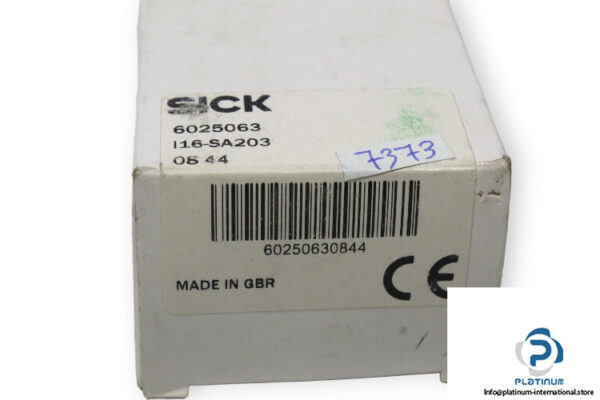 SICK
6025063
I16-SA203
08 44
7373
60250630844
MADE IN GBR
CE
PLATINUM
Info@platinum-international.store